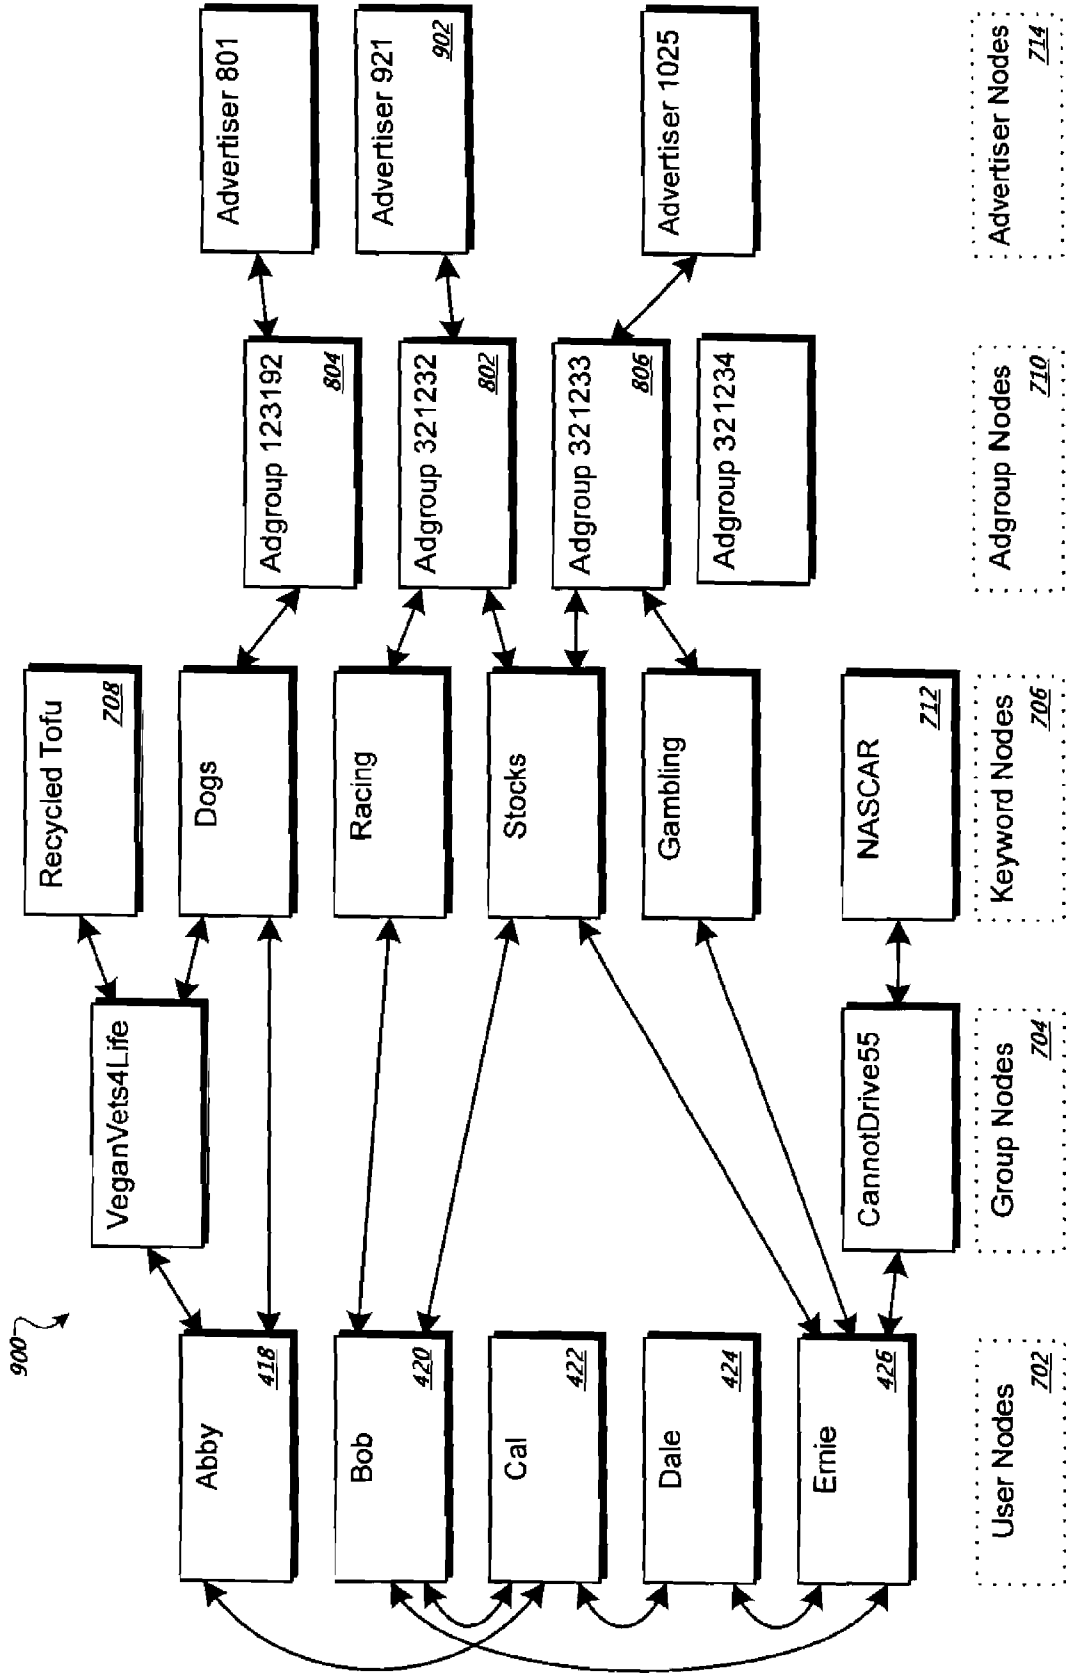 900
Abby
418
Bob
420
Cal
422
Dale
424
Ernie
426
User Nodes
702
VeganVets4Life
CannotDrive55
Group Nodes
704
Recycled Tofu
708
Dogs
Racing
Stocks
Gambling
NASCAR
712
Keyword Nodes
706
Adgroup 123192
804
Adgroup 321232
802
Adgroup 321233
806
Adgroup 321234
Adgroup Nodes
710
Advertiser 801
Advertiser 921
902
Advertiser 1025
Advertiser Nodes
714